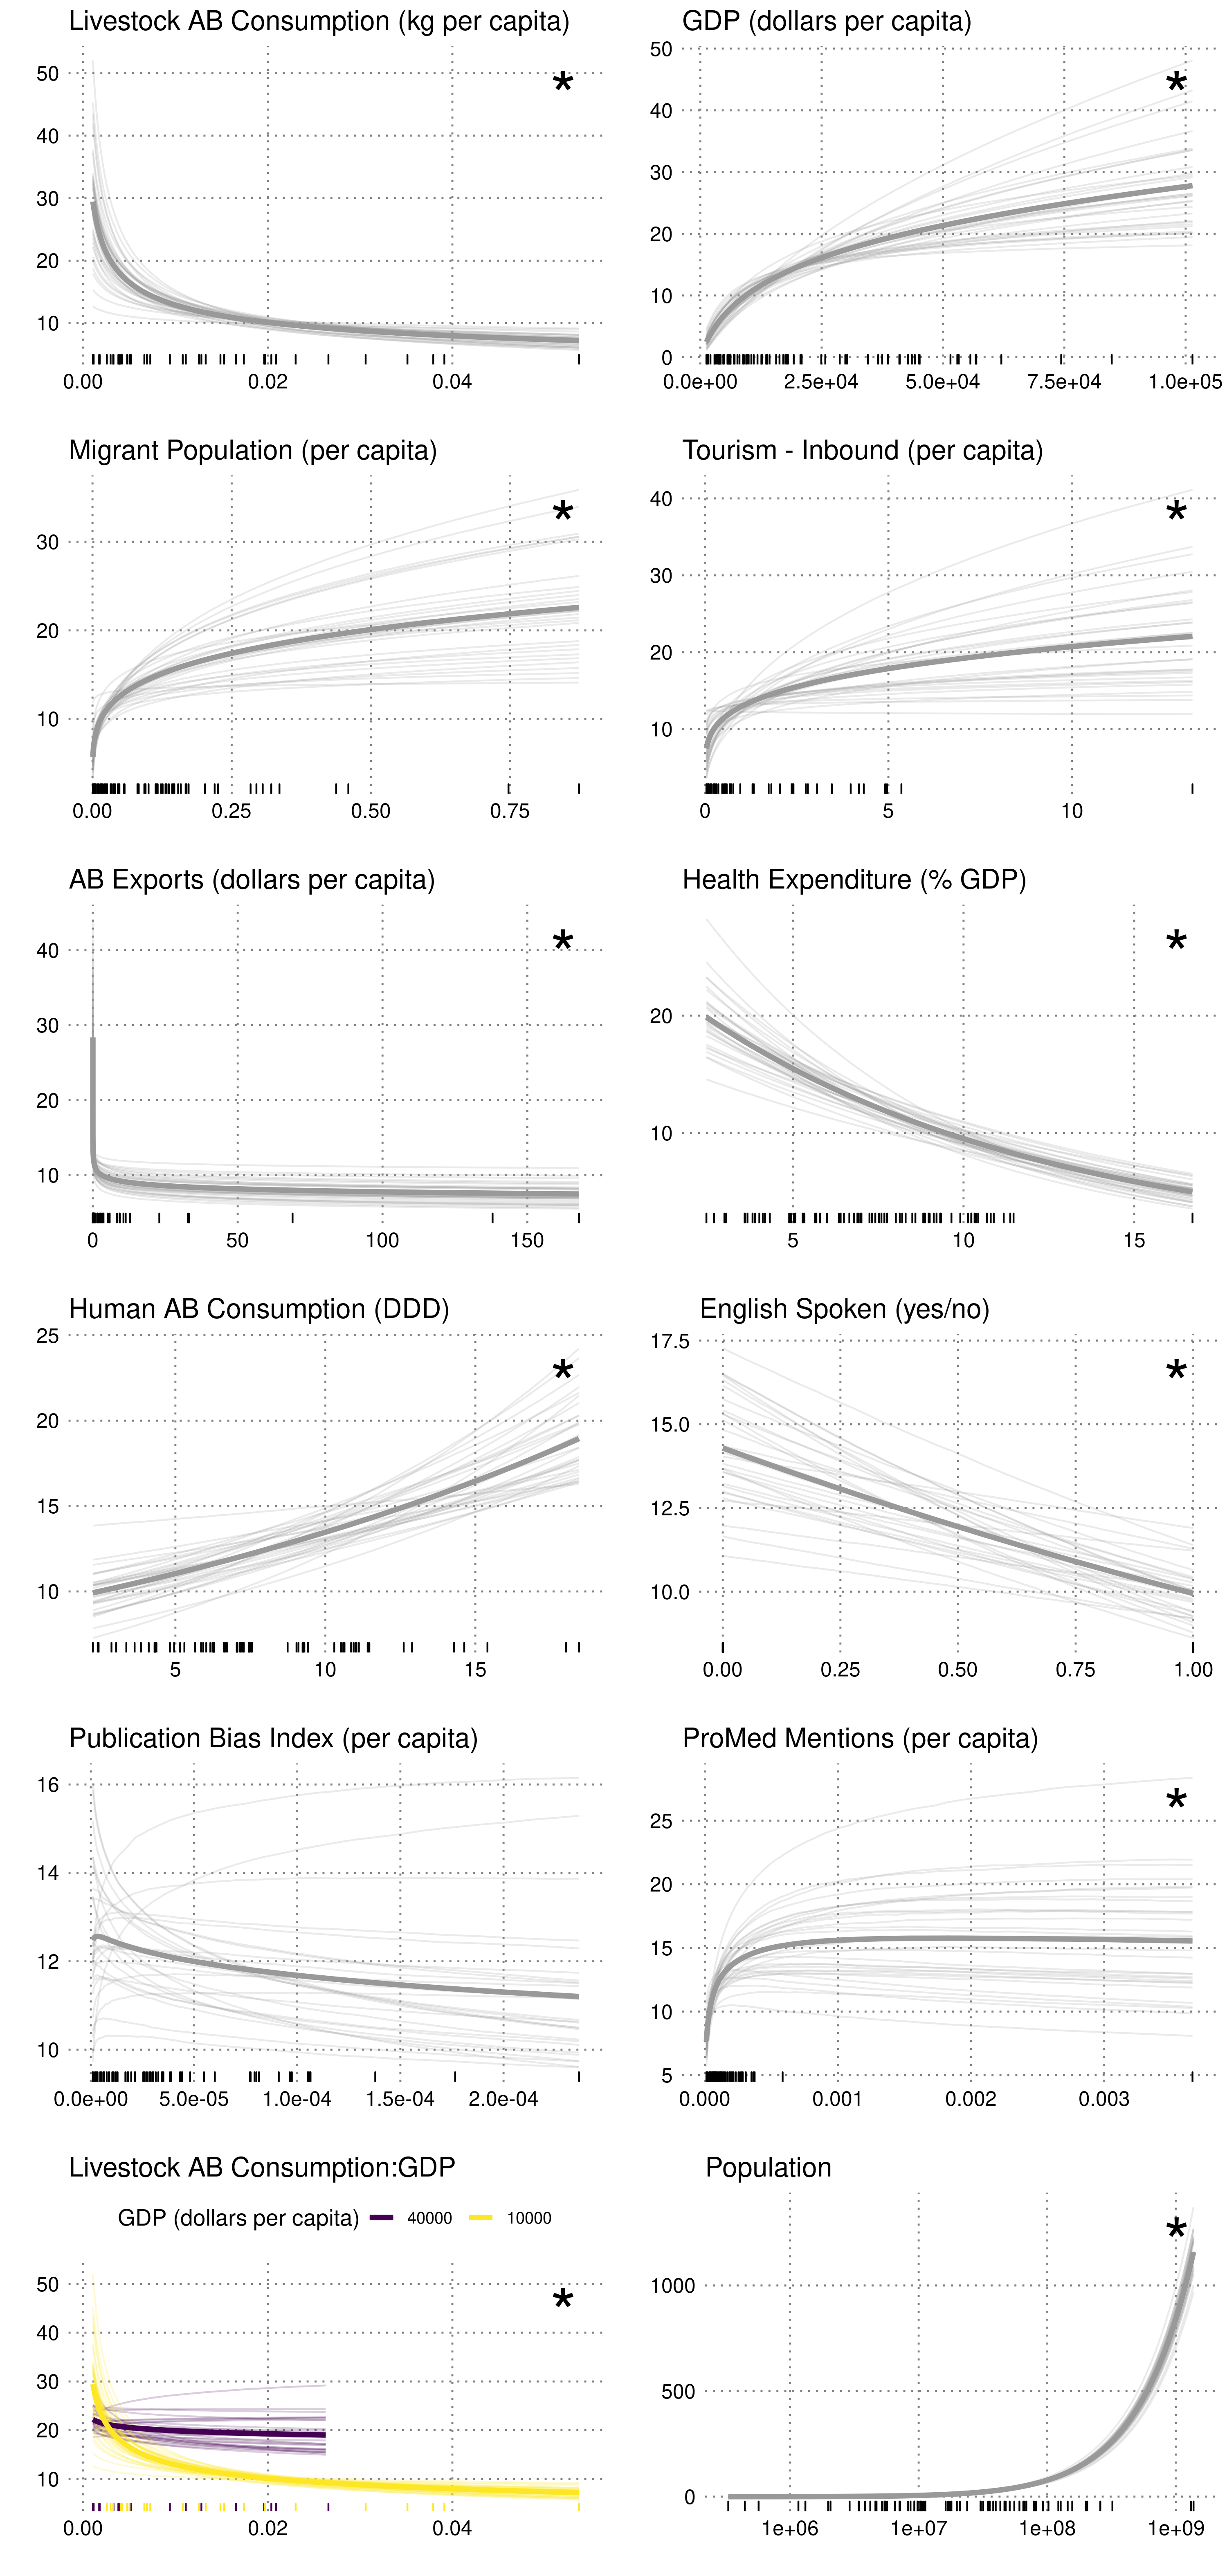 Livestock AB Consumption (kg per capita)
50
40
30
20
10
0.00 0.02 0.04
*
GDP (dollars per capita)
50
40
30
20
10
0
0.0e+00 2.5e+04 5.0e+04 7.5e+04 1.0e+05
*
Migrant Population (per capita)
30
20
10
0.00 0.25 0.50 0.75
*
Tourism - Inbound (per capita)
40
30
20
10
0 5 10
*
AB Exports (dollars per capita)
40
30
20
10
0 50 100 150
*
Health Expenditure (% GDP)
20
10
5 10 15
*
Human AB Consumption (DDD)
25
20
15
10
5 10 15
*
English Spoken (yes/no)
17.5
15.0
12.5
10.0
0.00 0.25 0.50 0.75 1.00
*
Publication Bias Index (per capita)
16
14
12
10
0.0e+00 5.0e-05 1.0e-04 1.5e-04 2.0e-04
ProMed Mentions (per capita)
25
20
15
10
5
0.000 0.001 0.002 0.003
*
Livestock AB Consumption:GDP
GDP (dollars per capita) 40000 10000
50
40
30
20
10
0.00 0.02 0.04
*
Population
1000
500
0
1e+06 1e+07 1e+08 1e+09
*